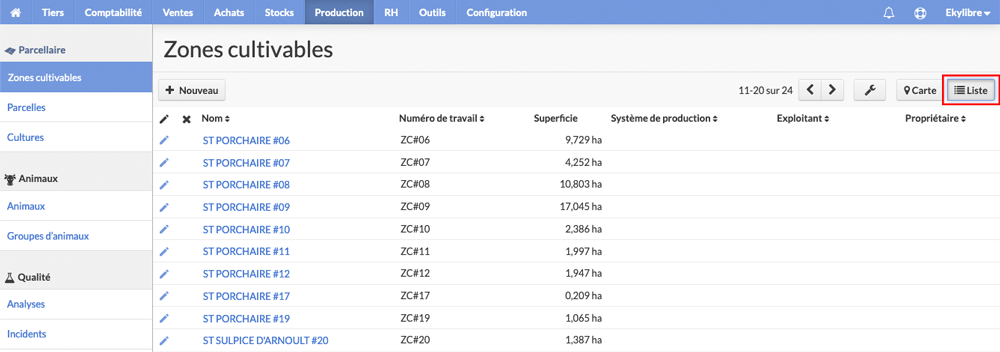 Tiers Comptabilité Ventes Achats Stocks Production RH Outils Configuration Ekylibre
Parcellaire
Zones cultivables
Parcelles
Cultures
Animaux
Animaux
Groupes d'animaux
Qualité
Analyses
Incidents
Zones cultivables
Nouveau 11-20 sur 24 Carte Liste
Nom Numéro de travail Superficie Système de production Exploitant Propriétaire
ST PORCHAIRE #06 ZC#06 9,729 ha
ST PORCHAIRE #07 ZC#07 4,252 ha
ST PORCHAIRE #08 ZC#08 10,803 ha
ST PORCHAIRE #09 ZC#09 17,045 ha
ST PORCHAIRE #10 ZC#10 2,386 ha
ST PORCHAIRE #11 ZC#11 1,997 ha
ST PORCHAIRE #12 ZC#12 1,947 ha
ST PORCHAIRE #17 ZC#17 0,209 ha
ST PORCHAIRE #19 ZC#19 1,065 ha
ST SULPICE D'ARNOULT #20 ZC#20 1,387 ha